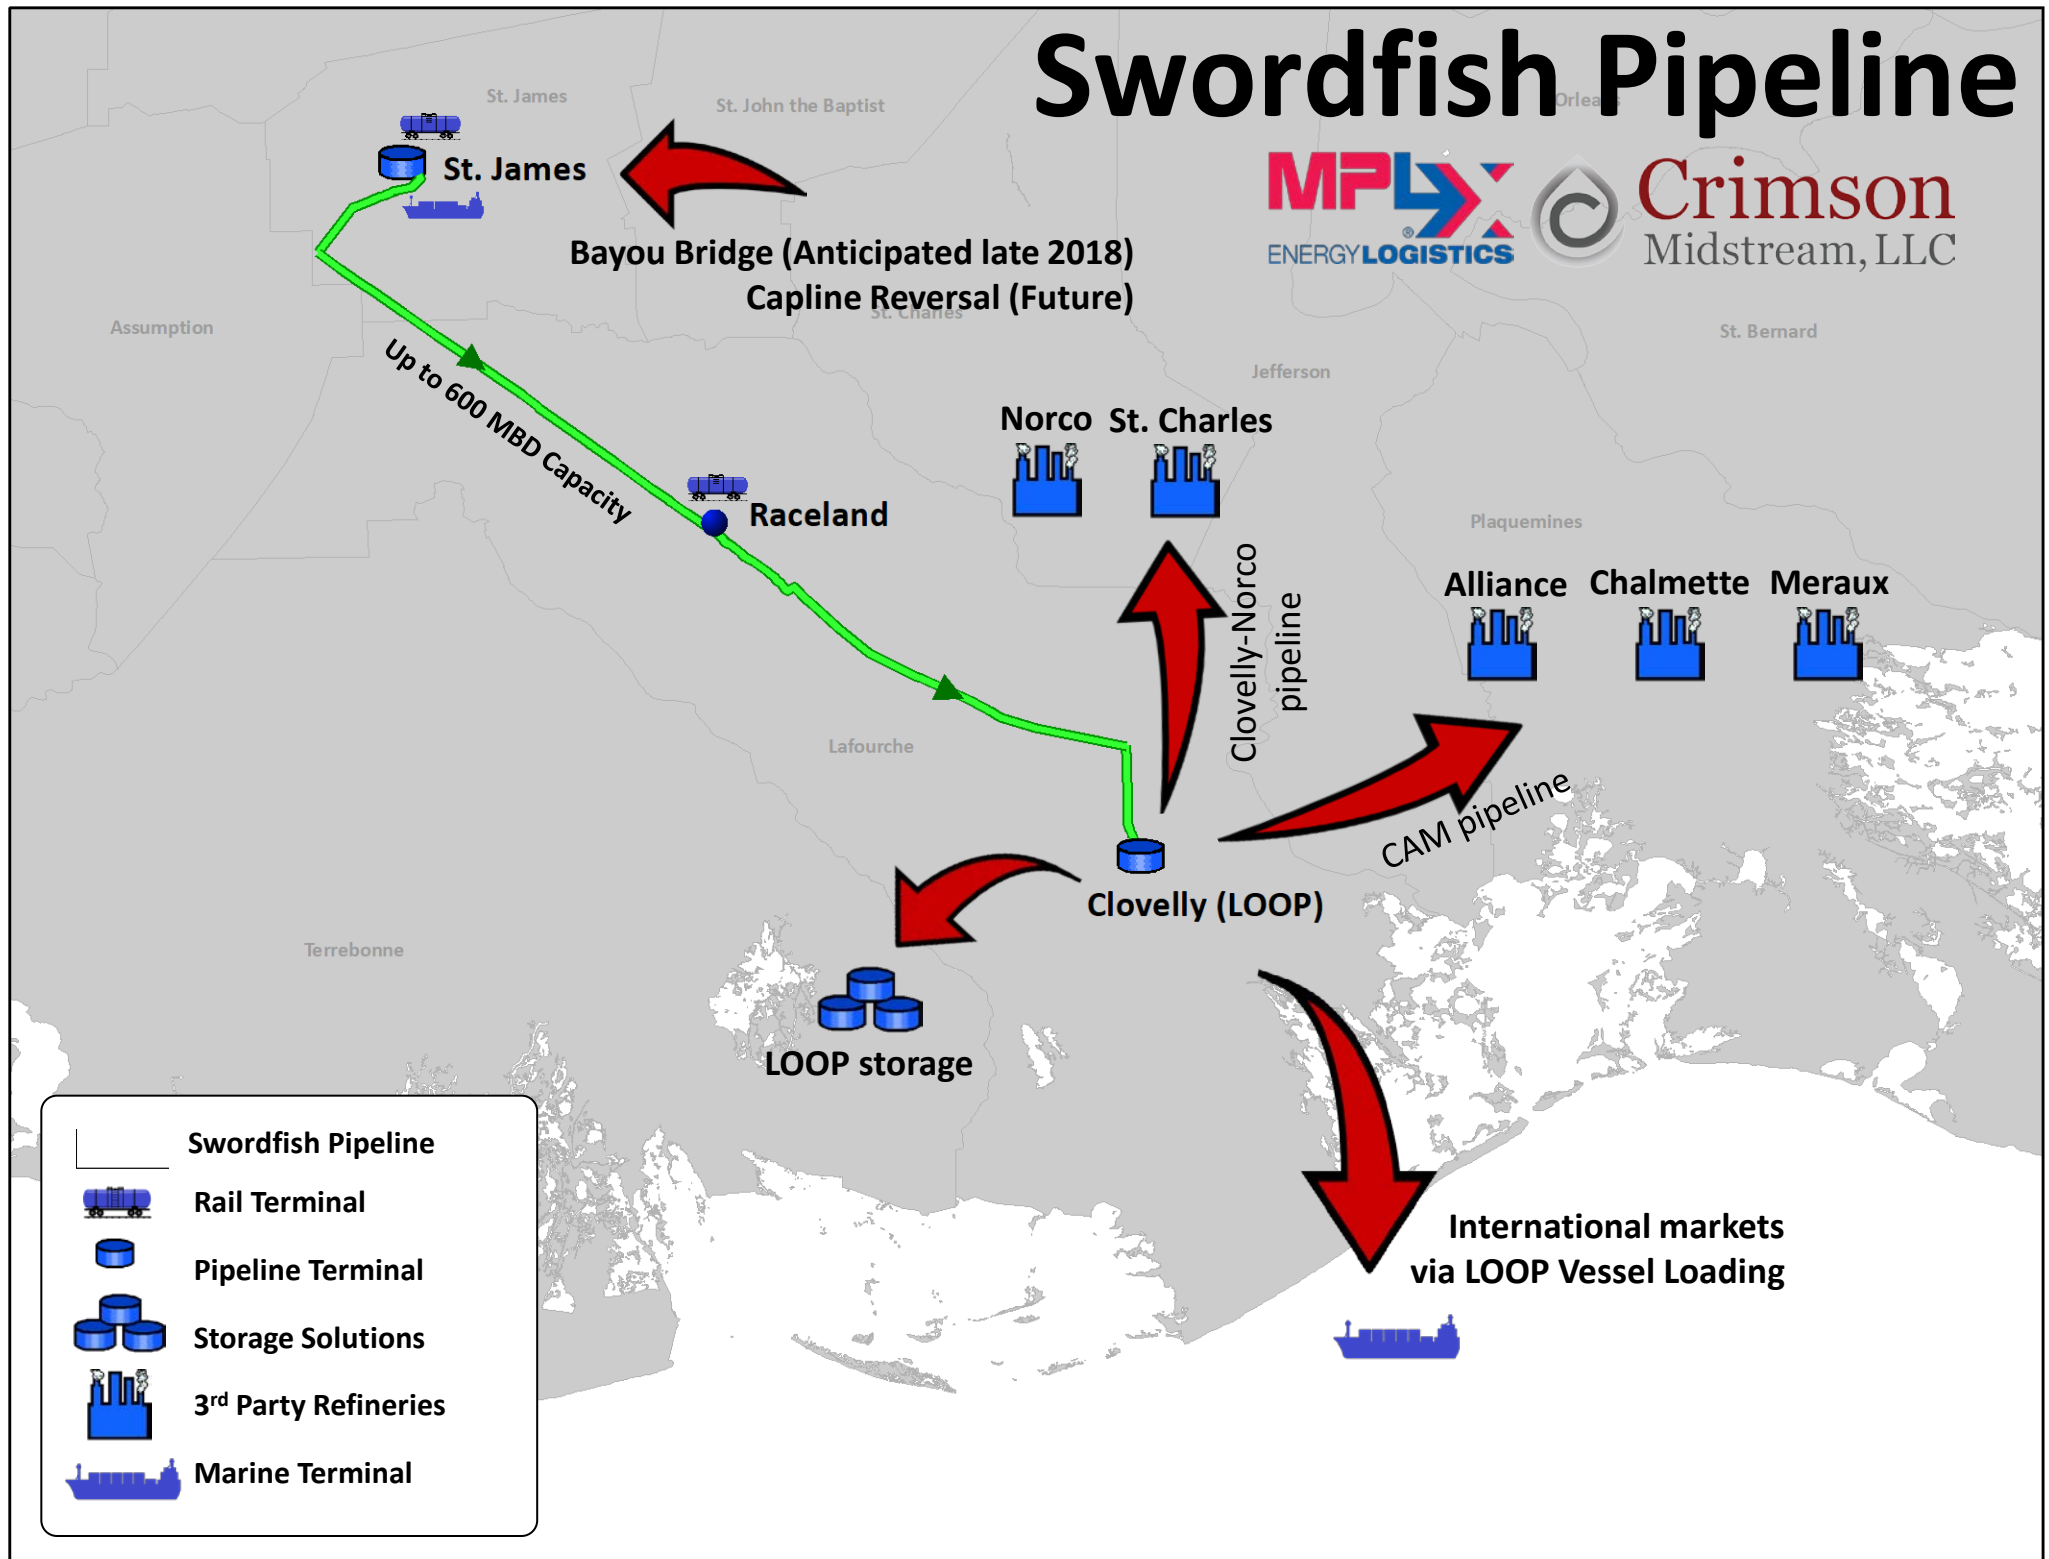 Swordfish Pipeline
St. James
St. John the Baptist
Orleans
MPLX
ENERGYLOGISTICS
®
Crimson
Midstream, LLC
St. James
Bayou Bridge (Anticipated late 2018)
Capline Reversal (Future)
St. Charles
Assumption
St. Bernard
Jefferson
Up to 600 MBD Capacity
Norco
St. Charles
Raceland
Plaquemines
Alliance
Chalmette
Meraux
Clovelly-Norco
pipeline
Lafourche
CAM pipeline
Clovelly (LOOP)
Terrebonne
LOOP storage
International markets
via LOOP Vessel Loading
Swordfish Pipeline
Rail Terminal
Pipeline Terminal
Storage Solutions
3rd Party Refineries
Marine Terminal